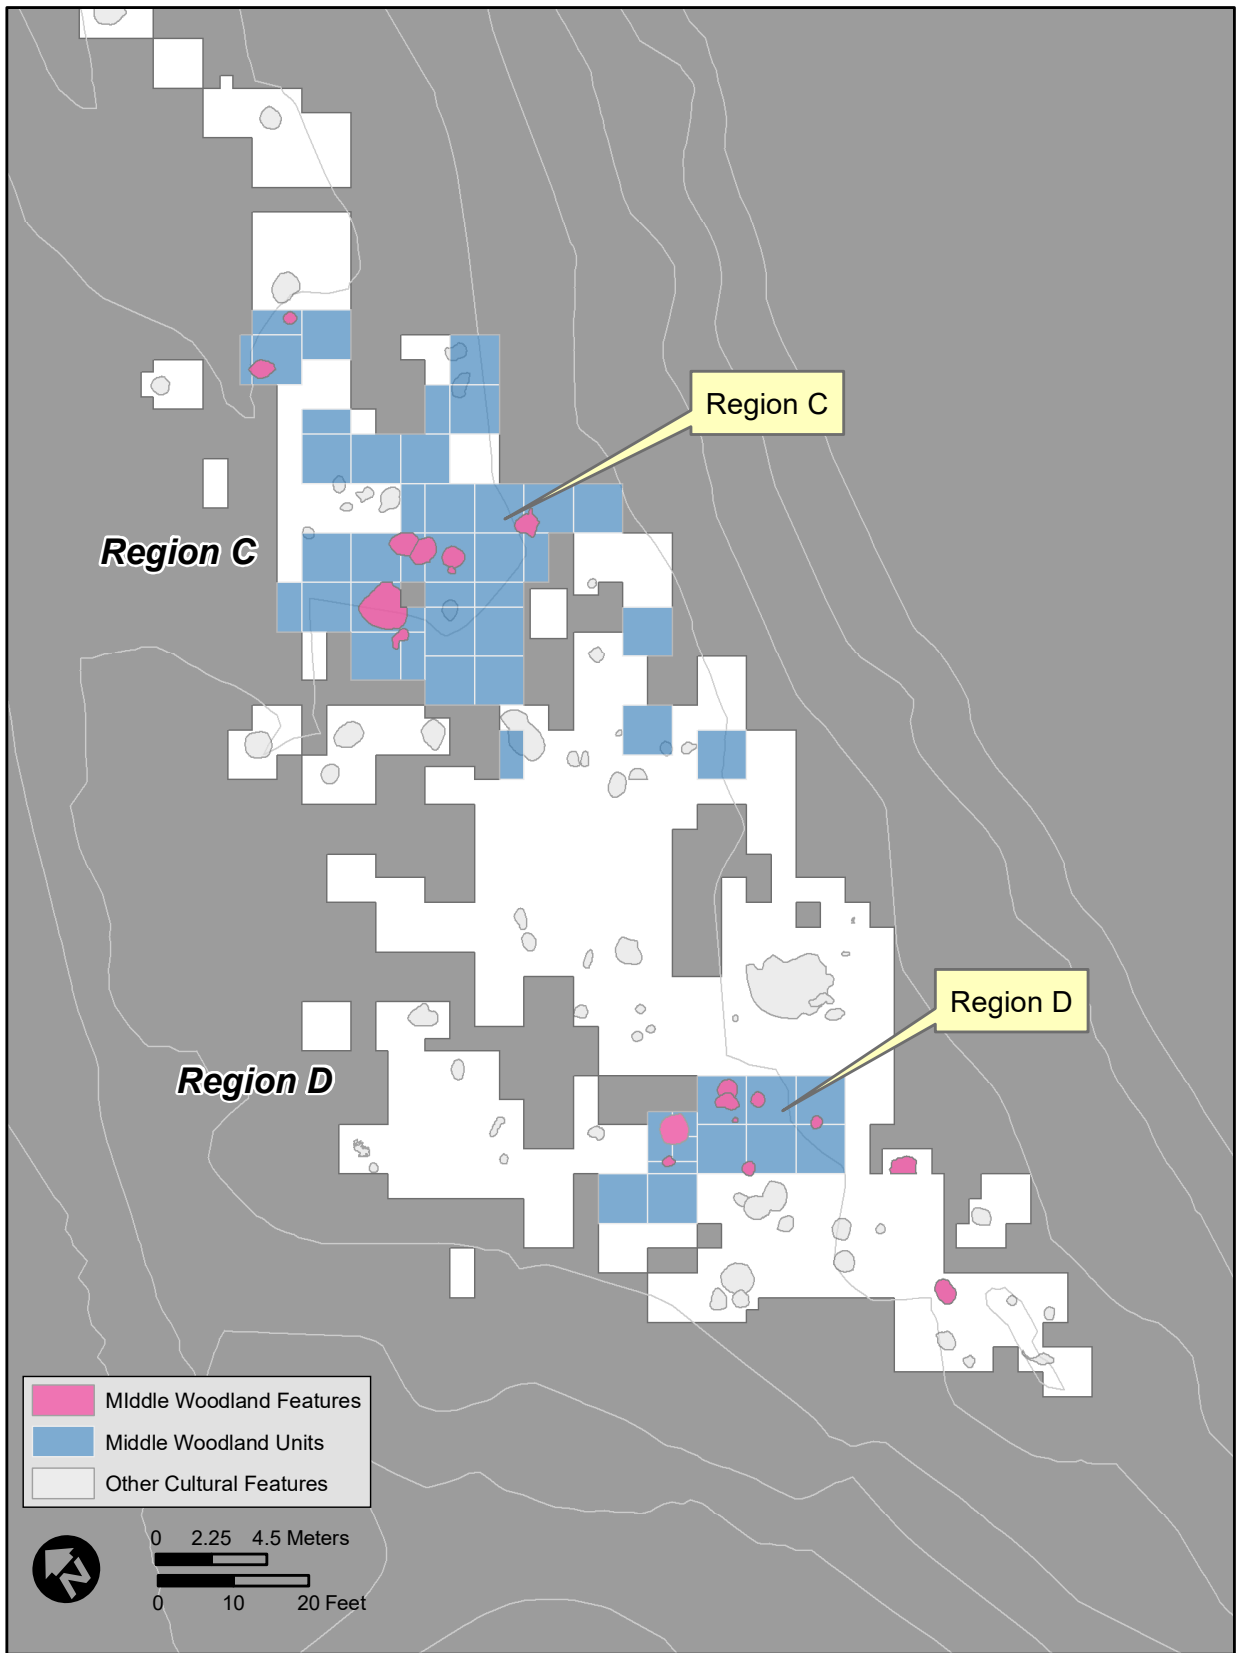 Region C
Region C
Region D
Region D
MIddle Woodland Features
Middle Woodland Units
Other Cultural Features
0 2.25 4.5 Meters
N
0 10 20 Feet